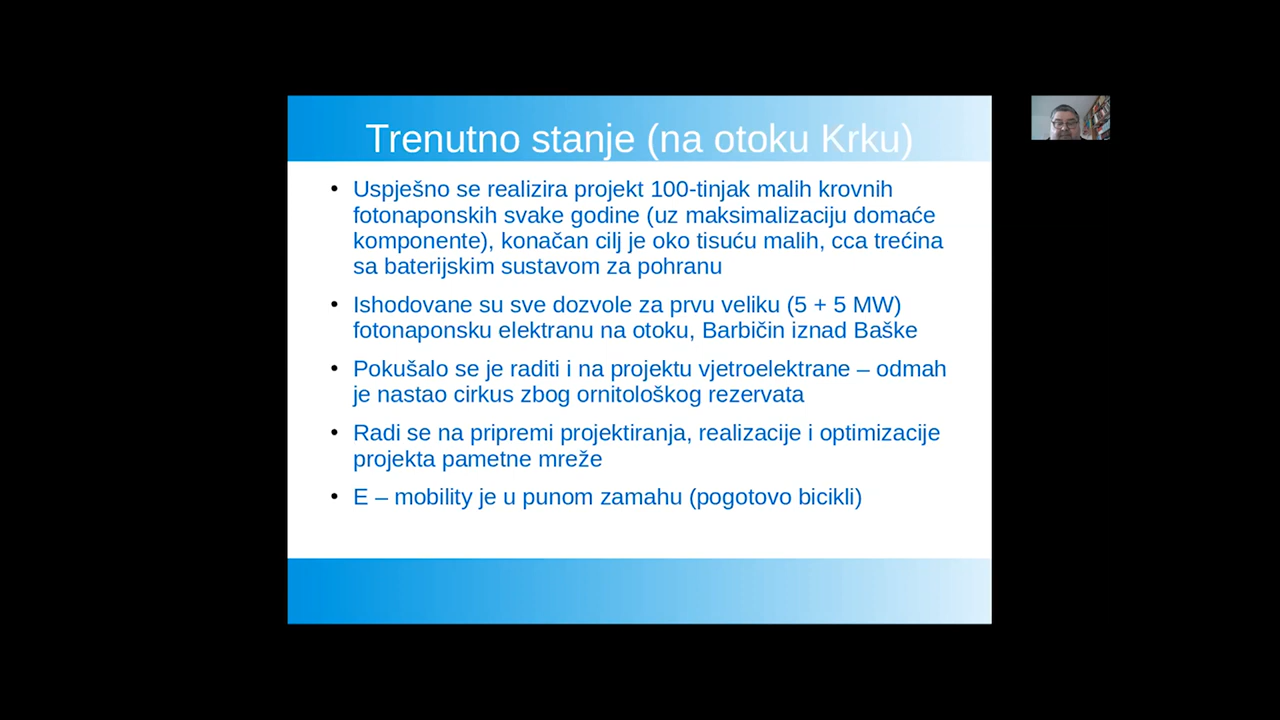 Trenutno stanje (na otoku Krku)
• Uspješno se realizira projekt 100-tinjak malih krovnih
fotonaponskih svake godine (uz maksimalizaciju domaće
komponente), konačan cilj je oko tisuću malih, cca trećina
sa baterijskim sustavom za pohranu
• Ishodovane su sve dozvole za prvu veliku (5 + 5 MW)
fotonaponsku elektranu na otoku, Barbičin iznad Baške
• Pokušalo se je raditi i na projektu vjetroelektrane – odmah
je nastao cirkus zbog ornitološkog rezervata
• Radi se na pripremi projektiranja, realizacije i optimizacije
projekta pametne mreže
• E – mobility je u punom zamahu (pogotovo bicikli)